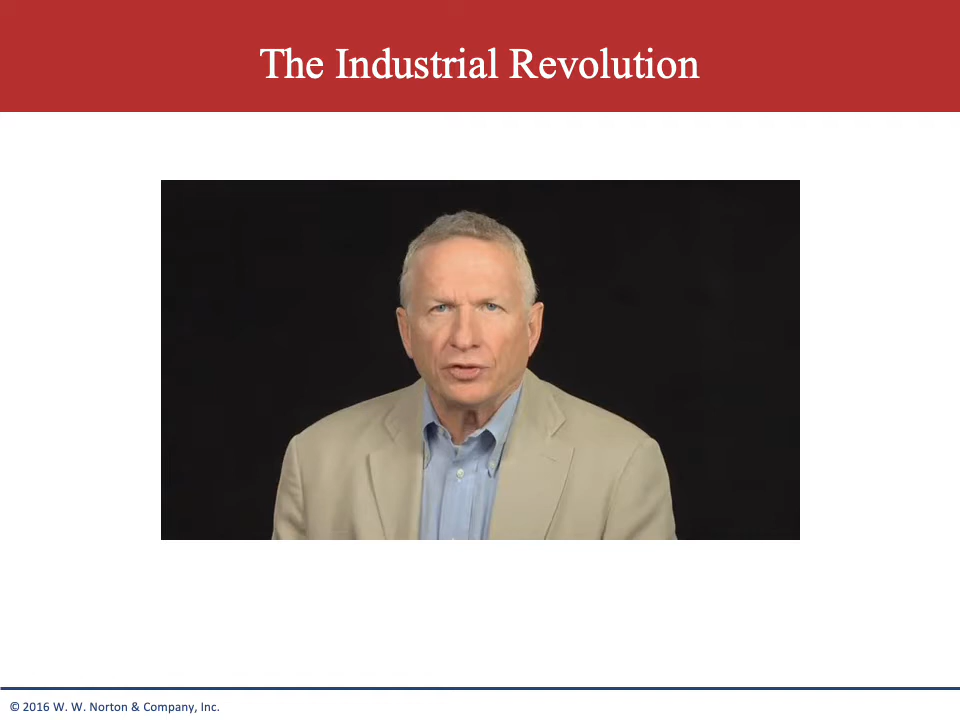 The Industrial Revolution
© 2016 W. W. Norton & Company, Inc.